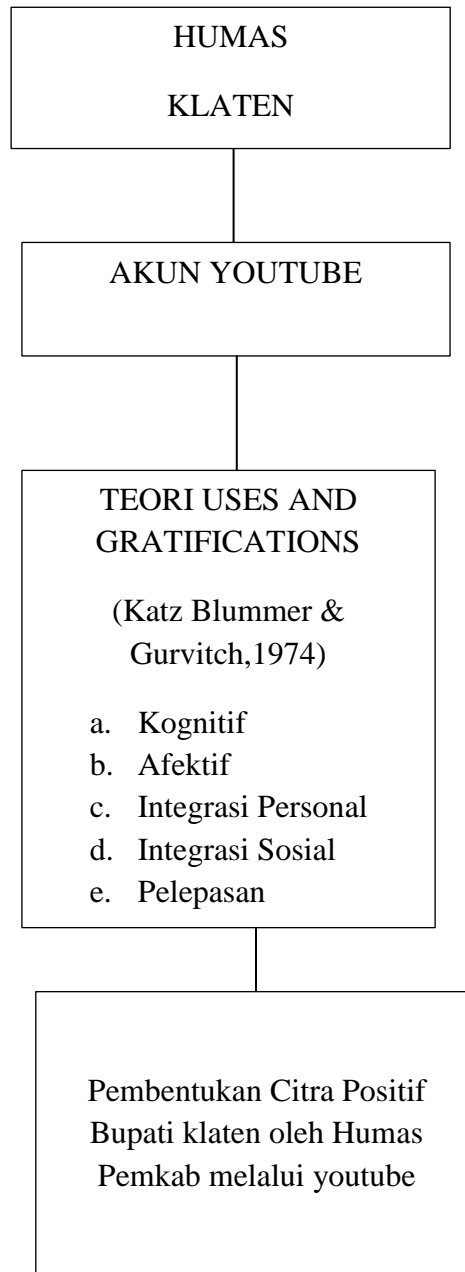 HUMAS
KLATEN
AKUN YOUTUBE
TEORI USES AND
GRATIFICATIONS
(Katz Blummer &
Gurvitch,1974)
a. Kognitif
b. Afektif
c. Integrasi Personal
d. Integrasi Sosial
e. Pelepasan
Pembentukan Citra Positif
Bupati klaten oleh Humas
Pemkab melalui youtube